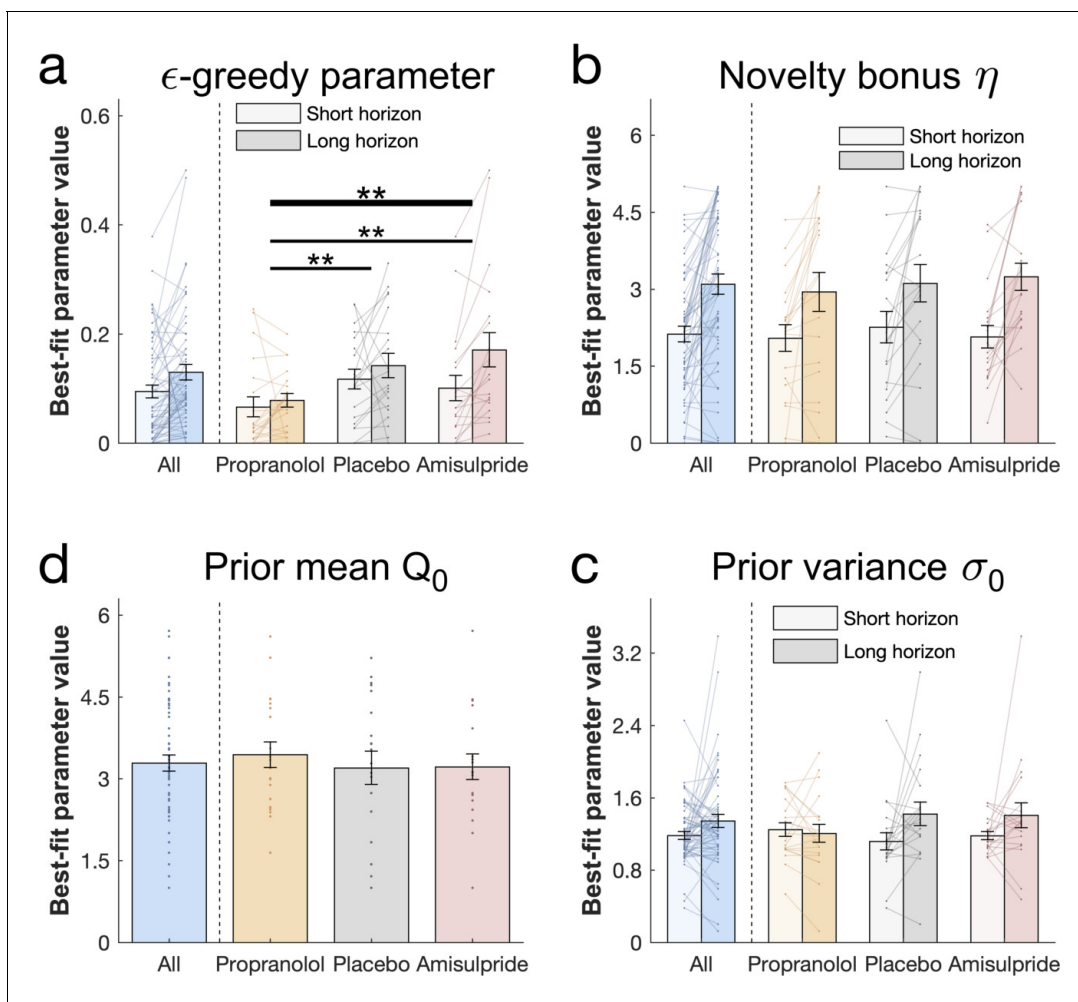 a
ϵ-greedy parameter
Best-fit parameter value
0.6
0.4
0.2
0
Short horizon
Long horizon
**
**
**
All Propranolol Placebo Amisulpride
b
Novelty bonus η
Best-fit parameter value
6
4.5
3
1.5
0
Short horizon
Long horizon
All Propranolol Placebo Amisulpride
d
Prior mean Q0
Best-fit parameter value
6
4.5
3
1.5
0
All Propranolol Placebo Amisulpride
c
Prior variance σ0
Best-fit parameter value
3.2
2.4
1.6
0.8
0
Short horizon
Long horizon
All Propranolol Placebo Amisulpride